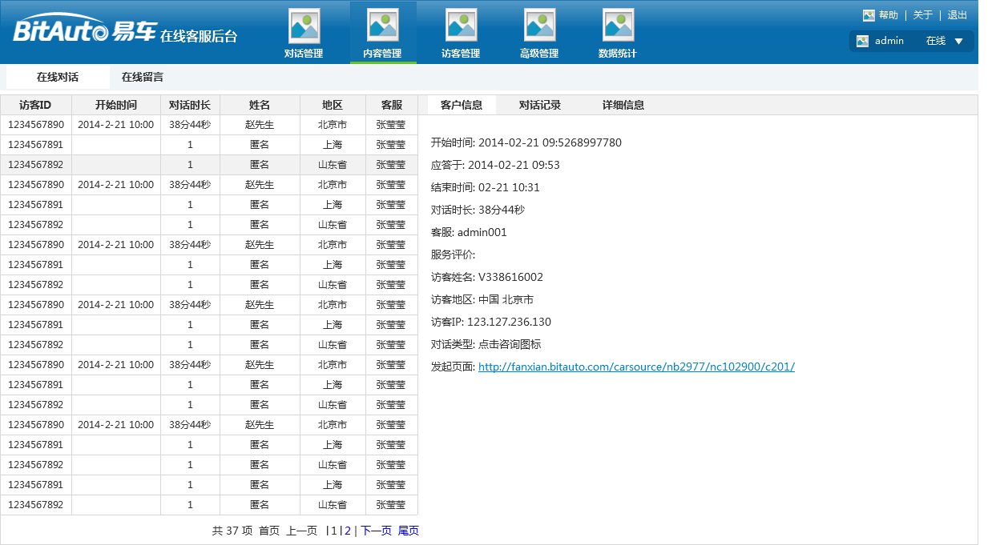 BitAuto 易车 在线客服后台
对话管理 内容管理 访客管理 高级管理 数据统计
帮助 | 关于 | 退出
admin 在线
在线对话 在线留言
访客ID 开始时间 对话时长 姓名 地区 客服
1234567890 2014-2-21 10:00 38分44秒 赵先生 北京市 张莹莹
1234567891 1 匿名 上海 张莹莹
1234567892 1 匿名 山东省 张莹莹
1234567890 2014-2-21 10:00 38分44秒 赵先生 北京市 张莹莹
1234567891 1 匿名 上海 张莹莹
1234567892 1 匿名 山东省 张莹莹
1234567890 2014-2-21 10:00 38分44秒 赵先生 北京市 张莹莹
1234567891 1 匿名 上海 张莹莹
1234567892 1 匿名 山东省 张莹莹
1234567890 2014-2-21 10:00 38分44秒 赵先生 北京市 张莹莹
1234567891 1 匿名 上海 张莹莹
1234567892 1 匿名 山东省 张莹莹
1234567890 2014-2-21 10:00 38分44秒 赵先生 北京市 张莹莹
1234567891 1 匿名 上海 张莹莹
1234567892 1 匿名 山东省 张莹莹
1234567890 2014-2-21 10:00 38分44秒 赵先生 北京市 张莹莹
1234567891 1 匿名 上海 张莹莹
1234567892 1 匿名 山东省 张莹莹
1234567891 1 匿名 上海 张莹莹
1234567892 1 匿名 山东省 张莹莹
共 37 项 首页 上一页 | 1 | 2 | 下一页 尾页
客户信息 对话记录 详细信息
开始时间: 2014-02-21 09:5268997780
应答于: 2014-02-21 09:53
结束时间: 02-21 10:31
对话时长: 38分44秒
客服: admin001
服务评价:
访客姓名: V338616002
访客地区: 中国 北京市
访客IP: 123.127.236.130
对话类型: 点击咨询图标
发起页面: http://fanxian.bitauto.com/carsource/nb2977/nc102900/c201/